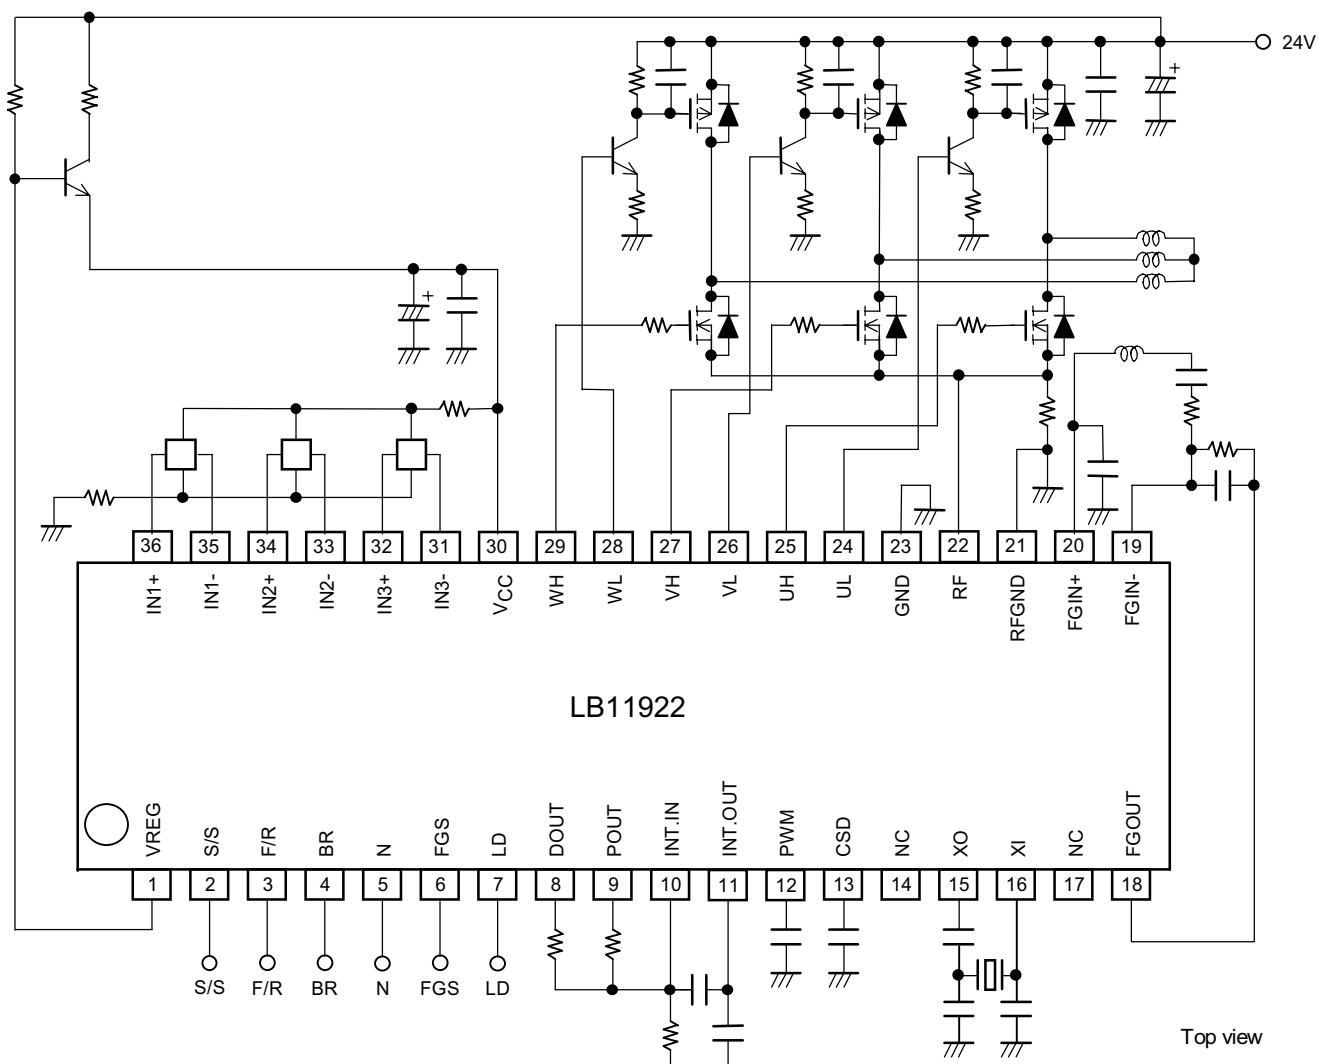 24V
+
+
36 35 34 33 32 31 30 29 28 27 26 25 24 23 22 21 20 19
IN1+ IN1- IN2+ IN2- IN3+ IN3- VCC WH WL VH VL UH UL GND RF RFGND FGIN+ FGIN-
LB11922
VREG S/S F/R BR N FGS LD DOUT POUT INT.IN INT.OUT PWM CSD NC XO XI NC FGOUT
1 2 3 4 5 6 7 8 9 10 11 12 13 14 15 16 17 18
S/S F/R BR N FGS LD
Top view